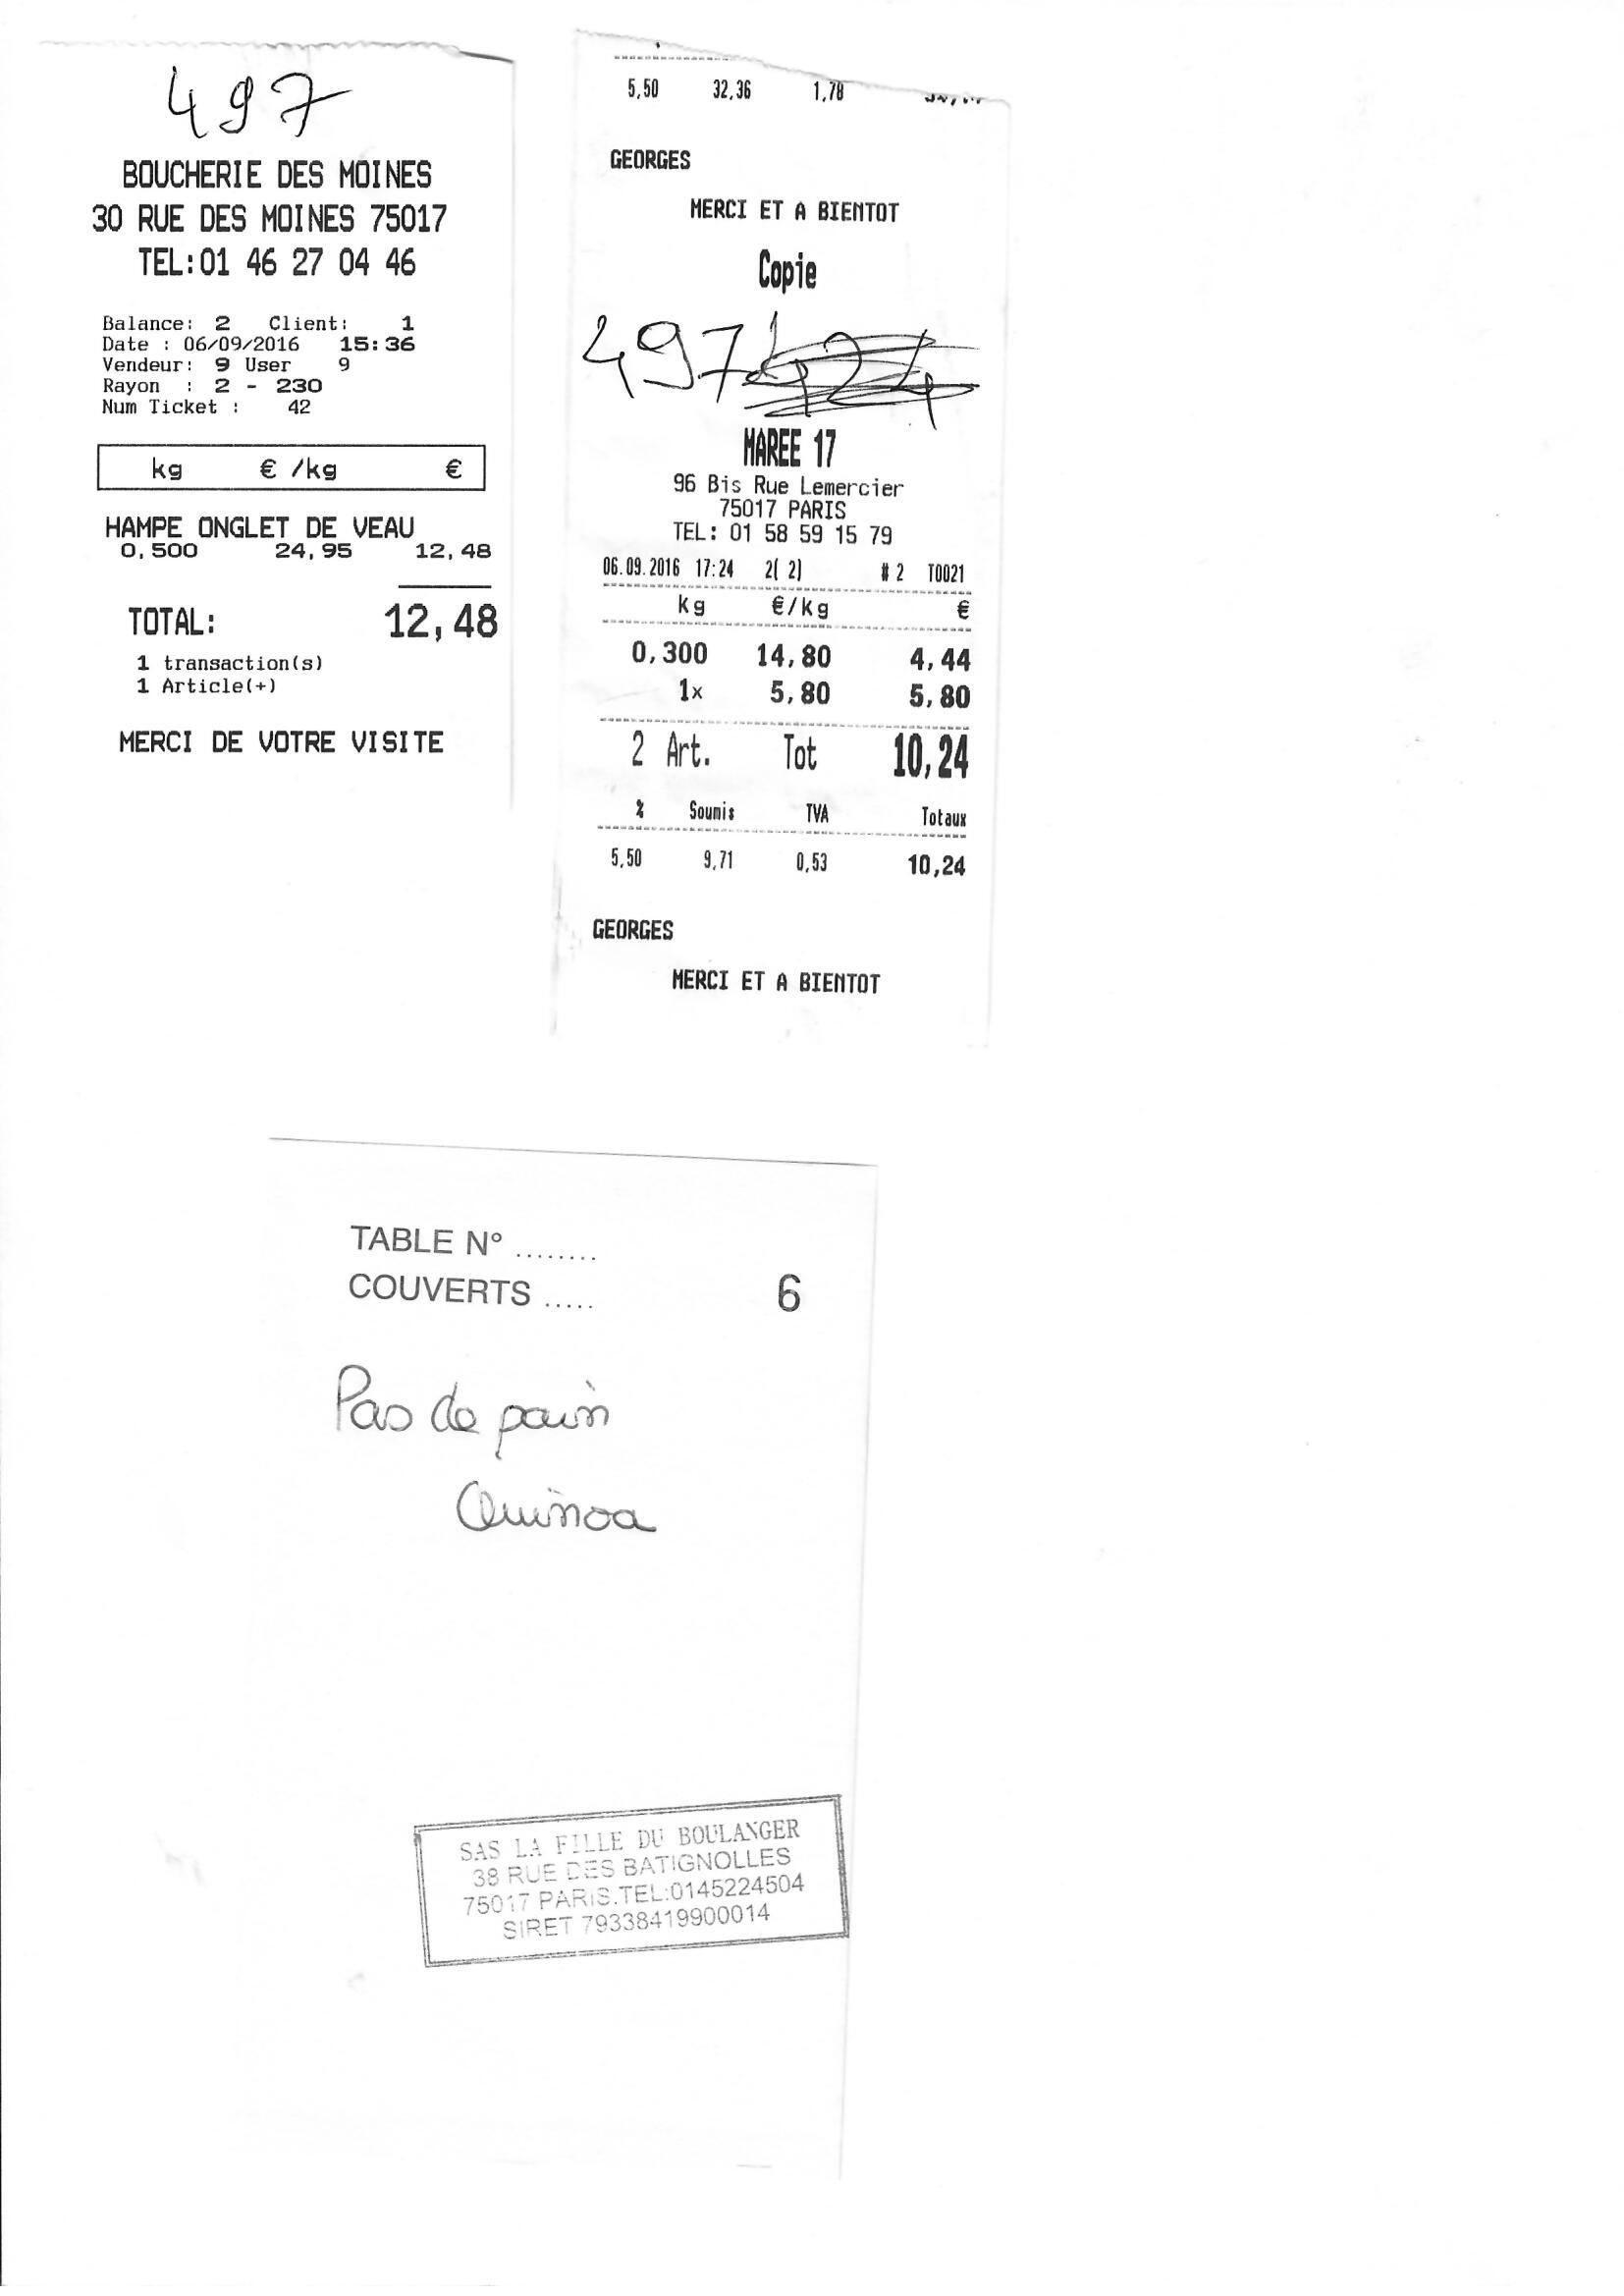 497
BOUCHERIE DES MOINES
30 RUE DES MOINES 75017
TEL:01 46 27 04 46
Balance: 2 Client: 1
Date : 06/09/2016 15:36
Vendeur: 9 User 9
Rayon : 2 - 230
Num Ticket : 42
kg € /kg €
HAMPE ONGLET DE VEAU
0,500 24,95 12,48
TOTAL: 12,48
1 transaction(s)
1 Article(+)
MERCI DE VOTRE VISITE
5,50 32,36 1,78
GEORGES
MERCI ET A BIENTOT
Copie
497
MAREE 17
96 Bis Rue Lemercier
75017 PARIS
TEL: 01 58 59 15 79
06.09.2016 17:24 2( 2) # 2 T0021
kg €/kg €
0,300 14,80 4,44
1x 5,80 5,80
2 Art. Tot 10,24
% Soumis TVA Totaux
5,50 9,71 0,53 10,24
GEORGES
MERCI ET A BIENTOT
TABLE N° ........
COUVERTS ..... 6
Pas de pain
Quinoa
SAS LA FILLE DU BOULANGER
38 RUE DES BATIGNOLLES
75017 PARIS.TEL:0145224504
SIRET 79338419900014